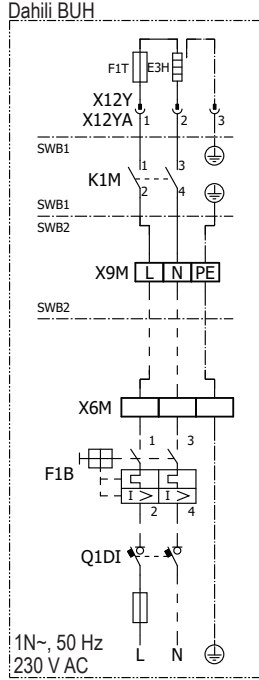 Dahili BUH
F1T E3H
X12Y
X12YA 1 2 3
SWB1
K1M 1 3
2 4
SWB1
SWB2
X9M L N PE
SWB2
X6M
1 3
F1B
I > I >
2 4
Q1DI
1N~, 50 Hz
230 V AC L N